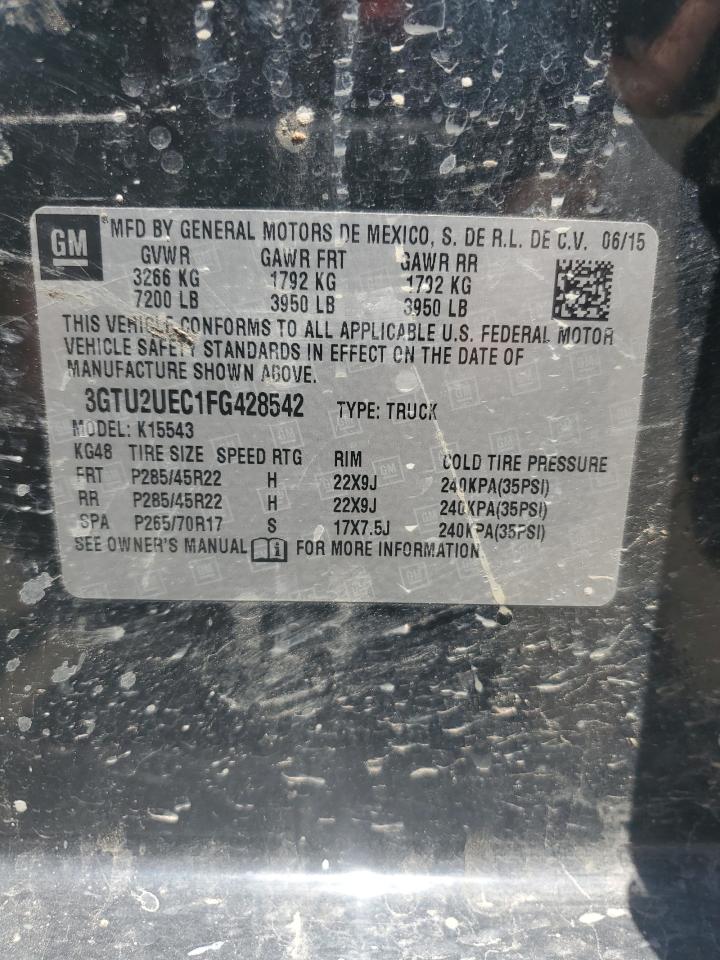 GM ® MFD BY GENERAL MOTORS DE MEXICO, S. DE R.L. DE C.V. 06/15
GVWR GAWR FRT GAWR RR
3266 KG 1792 KG 1792 KG
7200 LB 3950 LB 3950 LB
THIS VEHICLE CONFORMS TO ALL APPLICABLE U.S. FEDERAL MOTOR
VEHICLE SAFETY STANDARDS IN EFFECT ON THE DATE OF
MANUFACTURE SHOWN ABOVE.
3GTU2UEC1FG428542 TYPE: TRUCK
MODEL: K15543
KG48 TIRE SIZE SPEED RTG RIM COLD TIRE PRESSURE
FRT P285/45R22 H 22X9J 240KPA(35PSI)
RR P285/45R22 H 22X9J 240KPA(35PSI)
SPA P265/70R17 S 17X7.5J 240KPA(35PSI)
SEE OWNER'S MANUAL i FOR MORE INFORMATION